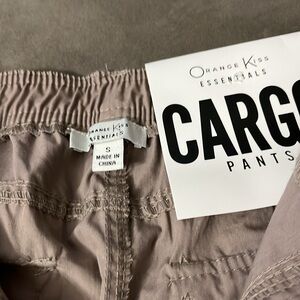 ORANGE KISS
ESSENTIALS
CARGO
PANTS
ORANGE KISS
ESSENTIALS
S
MADE IN
CHINA